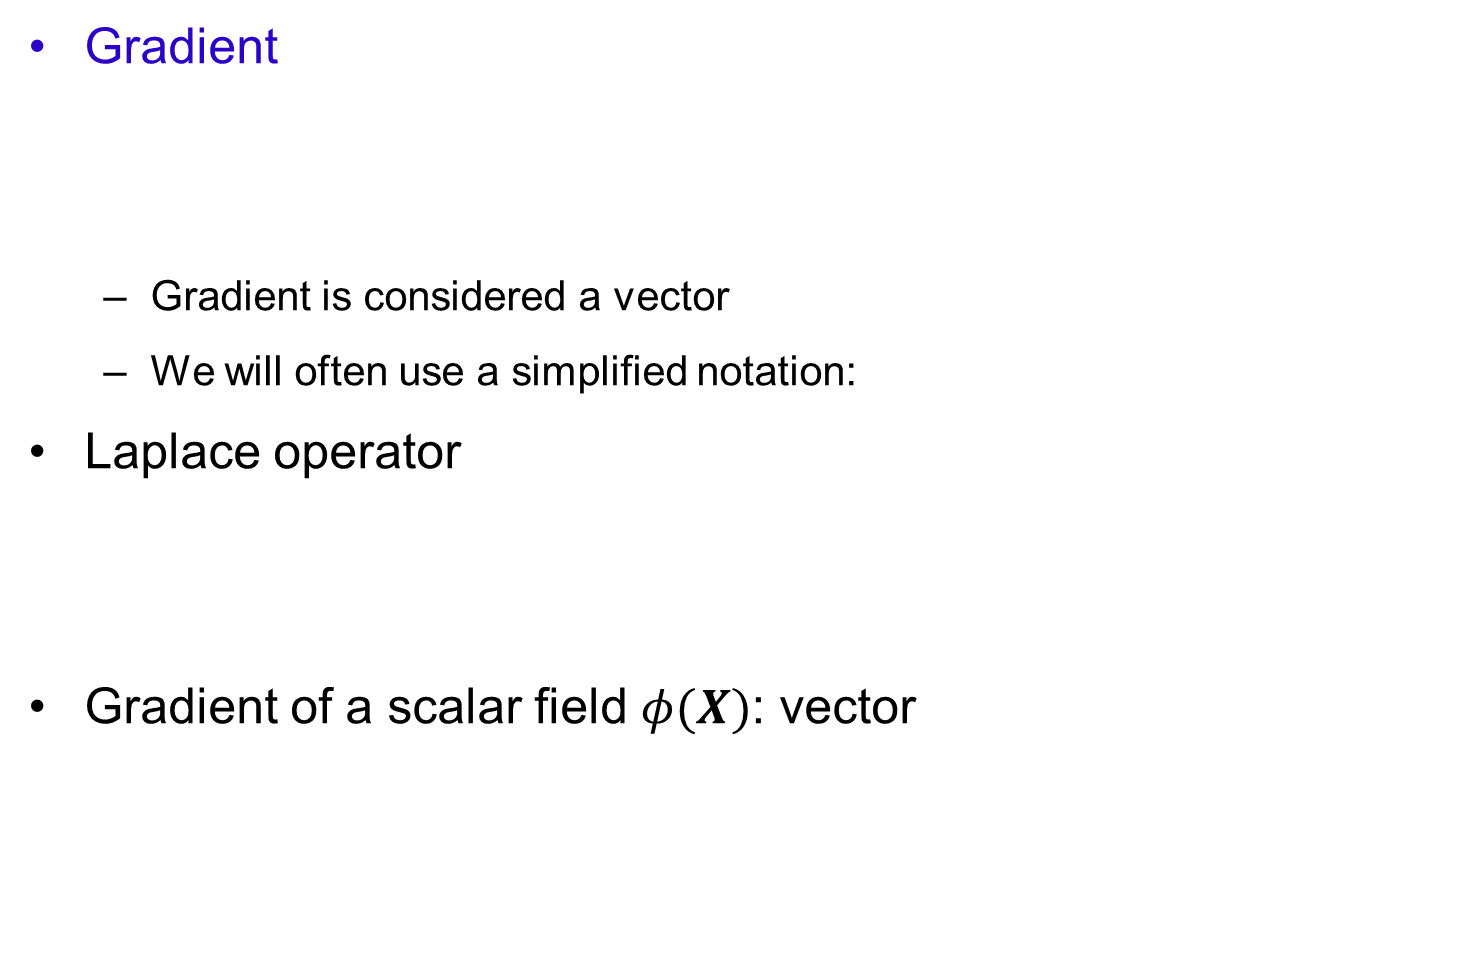 • Gradient
– Gradient is considered a vector
– We will often use a simplified notation:
• Laplace operator
• Gradient of a scalar field 𝜙(𝑿): vector